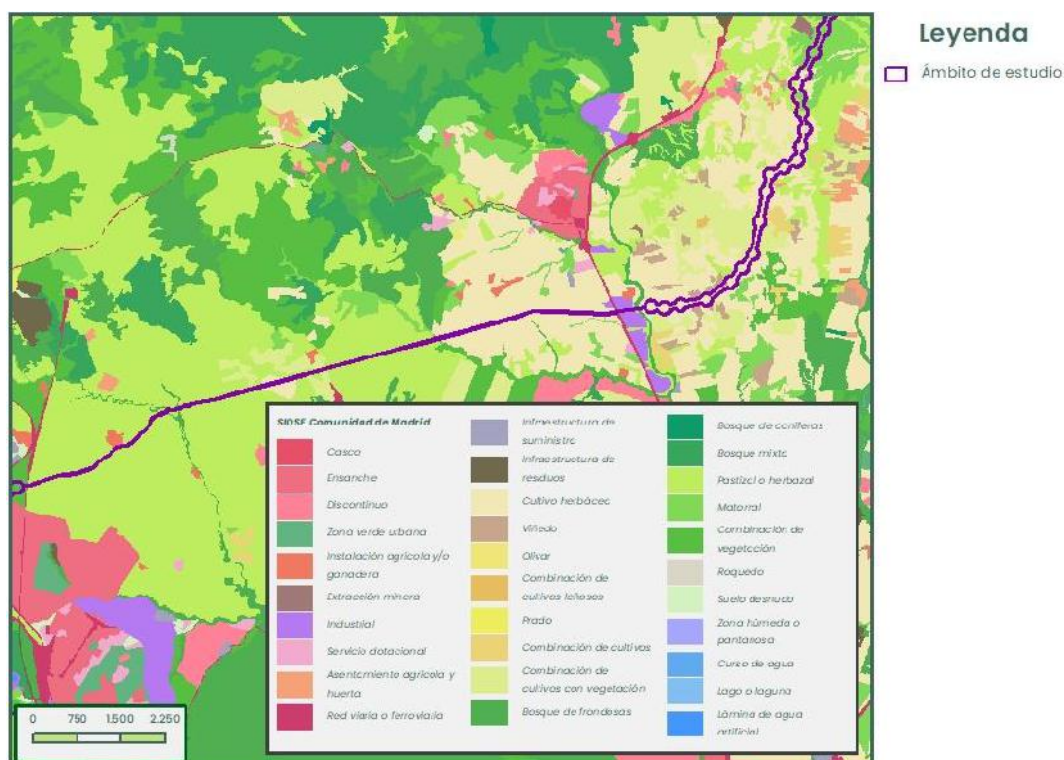 Leyenda
Ámbito de estudio
SIOSE Comunidad de Madrid
Casco
Ensanche
Discontinuo
Zona verde urbana
Instalación agrícola y/o
ganadera
Extracción minera
Industrial
Servicio dotacional
Asentamiento agrícola y
huerta
Red viaria o ferroviaria
Infraestructura de
suministro
Infraestructura de
residuos
Cultivo herbáceo
Viñedo
Olivar
Combinación de
cultivos leñosos
Prado
Combinación de cultivos
Combinación de
cultivos con vegetación
Bosque de frondosas
Bosque de coníferas
Bosque mixto
Pastizal o herbazal
Matorral
Combinación de
vegetación
Roquedo
Suelo desnudo
Zona húmeda o
pantanosa
Curso de agua
Lago o laguna
Lámina de agua
artificial
0 750 1.500 2.250